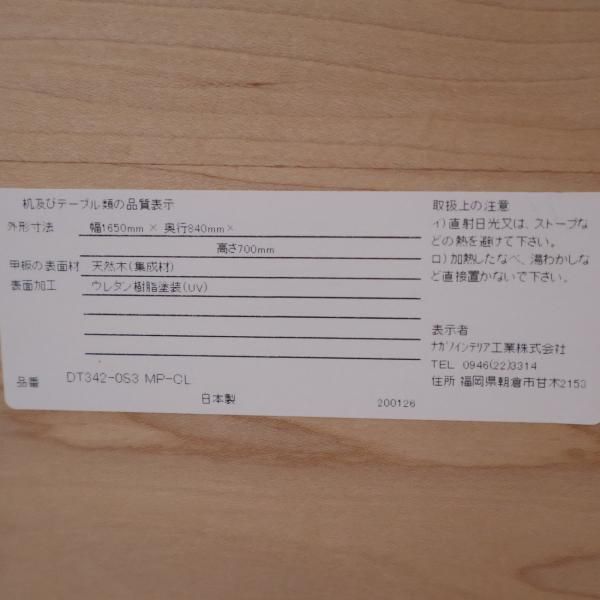 机及びテーブル類の品質表示
外形寸法 幅1650mm × 奥行840mm×
高さ700mm
甲板の表面材 天然木(集成材)
表面加工 ウレタン樹脂塗装(UV)
品番 DT342-0S3 MP-CL
日本製 200126
取扱上の注意
イ)直射日光又は、ストーブな
どの熱を避けて下さい。
ロ)加熱したなべ、湯わかしな
ど直接置かないで下さい。
表示者
ナガノインテリア工業株式会社
TEL 0946(22)3314
住所 福岡県朝倉市甘木2153